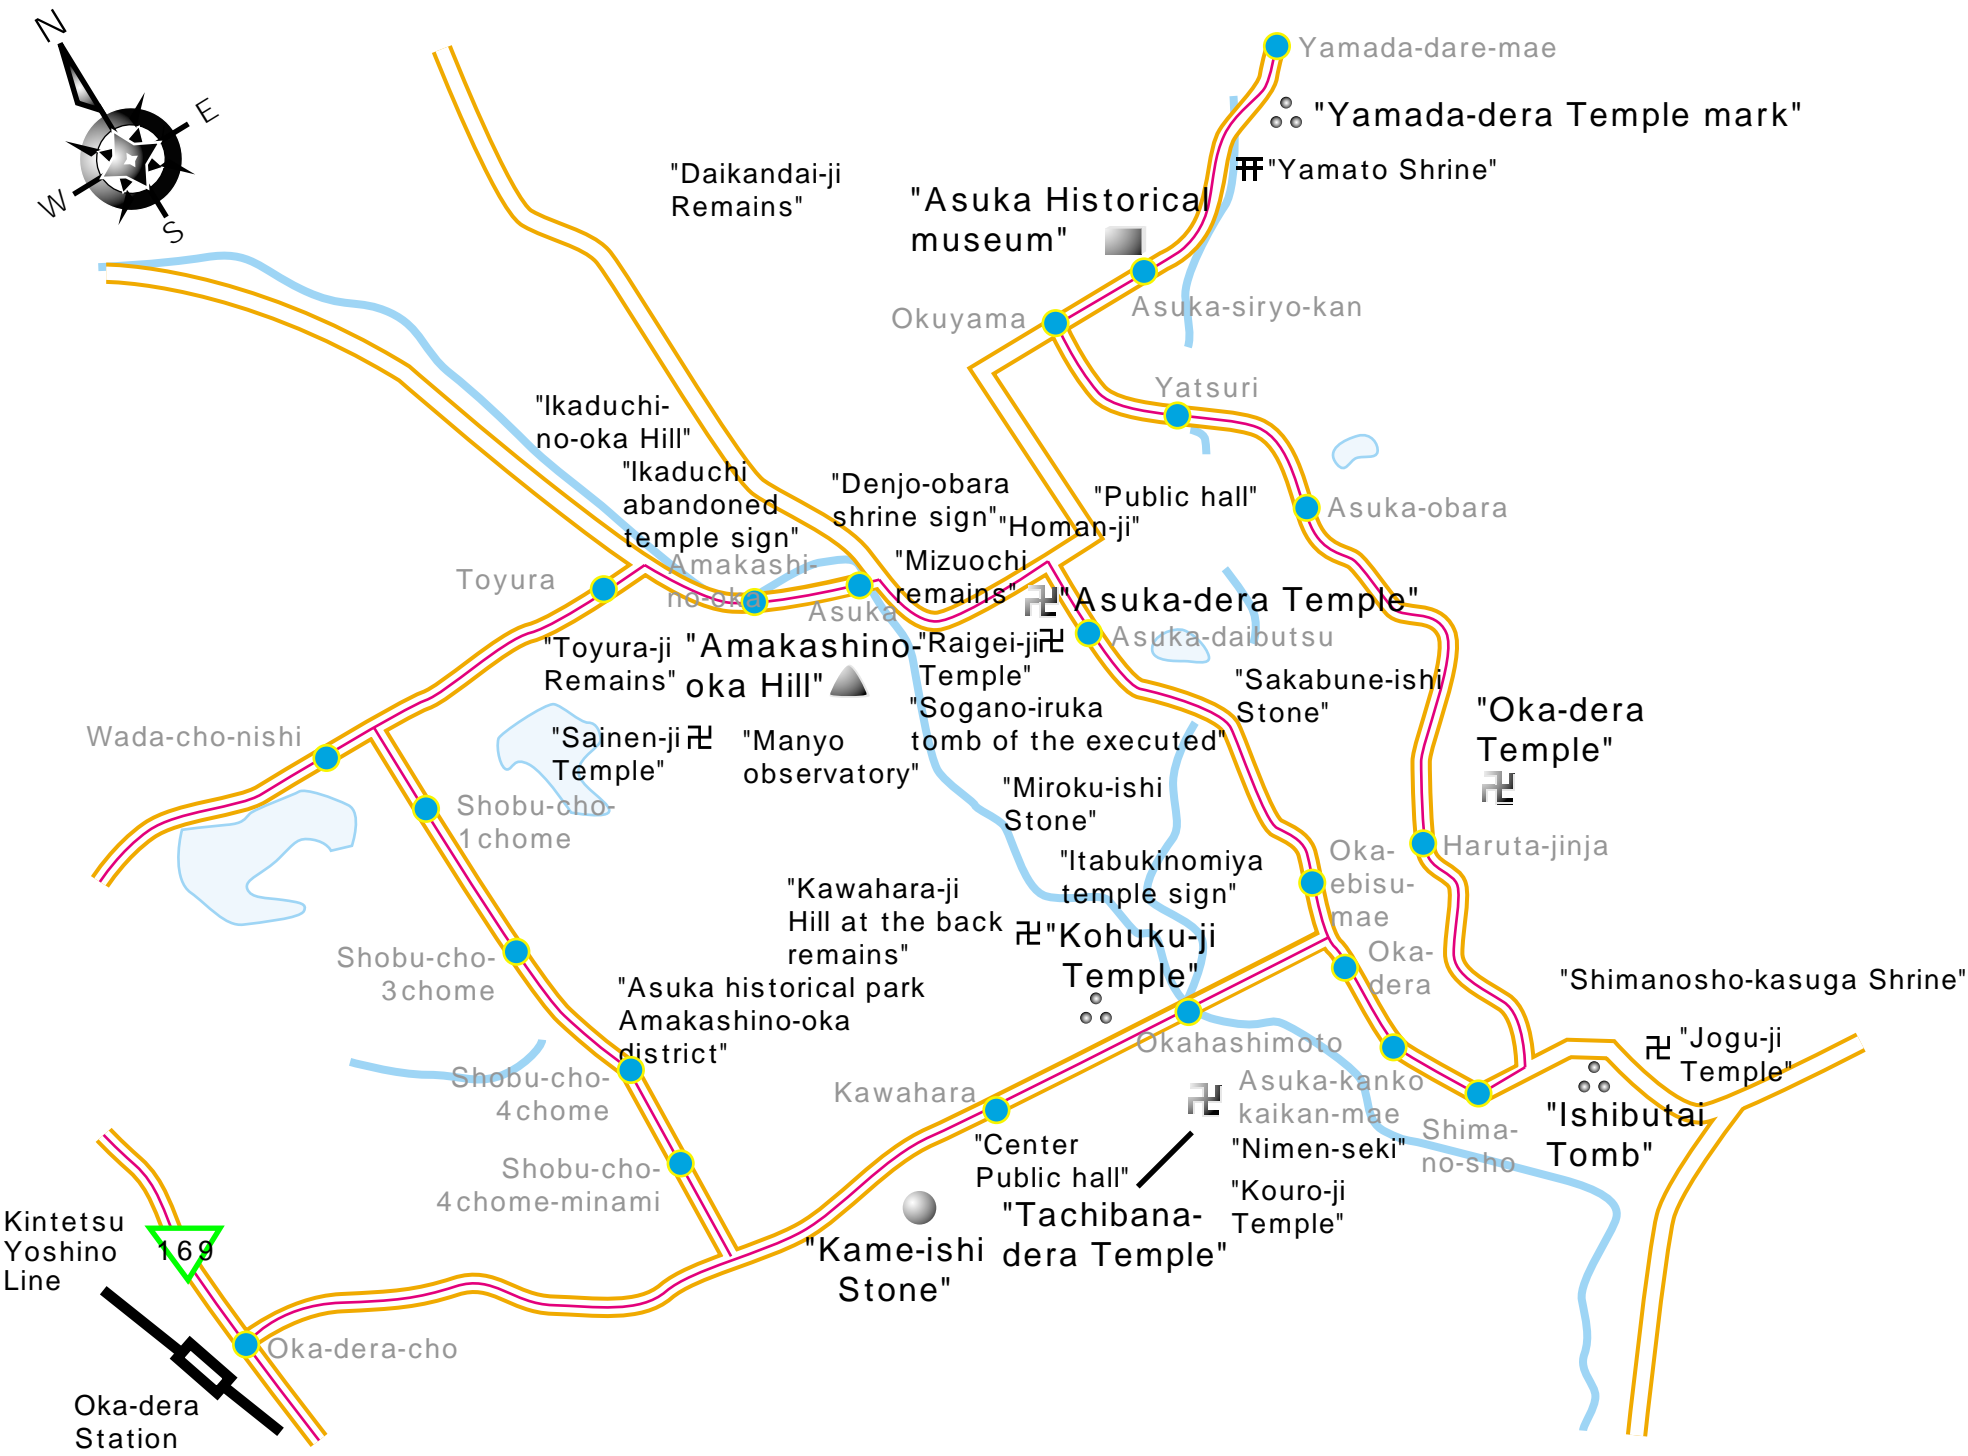 N
E
W
S
Yamada-dare-mae
"Yamada-dera Temple mark"
"Yamato Shrine"
"Daikandai-ji
Remains"
"Asuka Historical
museum"
Asuka-siryo-kan
Okuyama
Yatsuri
"Ikaduchi-
no-oka Hill"
"Ikaduchi
abandoned
temple sign"
"Denjo-obara
shrine sign"
"Homan-ji"
"Public hall"
Asuka-obara
Toyura
Amakashi-
no-oka
Asuka
"Mizuochi
remains"
"Asuka-dera Temple"
Asuka-daibutsu
"Toyura-ji
Remains"
"Amakashino-
oka Hill"
"Raigei-ji
Temple"
"Sogano-iruka
tomb of the executed"
"Sakabune-ishi
Stone"
"Oka-dera
Temple"
Wada-cho-nishi
"Sainen-ji
Temple"
"Manyo
observatory"
"Miroku-ishi
Stone"
Shobu-cho-
1chome
Haruta-jinja
Oka-
ebisu-
mae
"Itabukinomiya
temple sign"
"Kawahara-ji
Hill at the back
remains"
"Kohuku-ji
Temple"
Oka-
dera
Shobu-cho-
3chome
"Asuka historical park
Amakashino-oka
district"
"Shimanosho-kasuga Shrine"
Okahashimoto
"Jogu-ji
Temple"
Shobu-cho-
4chome
Kawahara
Asuka-kanko
kaikan-mae
Shima-
no-sho
"Ishibutai
Tomb"
"Center
Public hall"
"Nimen-seki"
"Kouro-ji
Temple"
Shobu-cho-
4chome-minami
"Tachibana-
dera Temple"
"Kame-ishi
Stone"
Kintetsu
Yoshino
Line
169
Oka-dera-cho
Oka-dera
Station